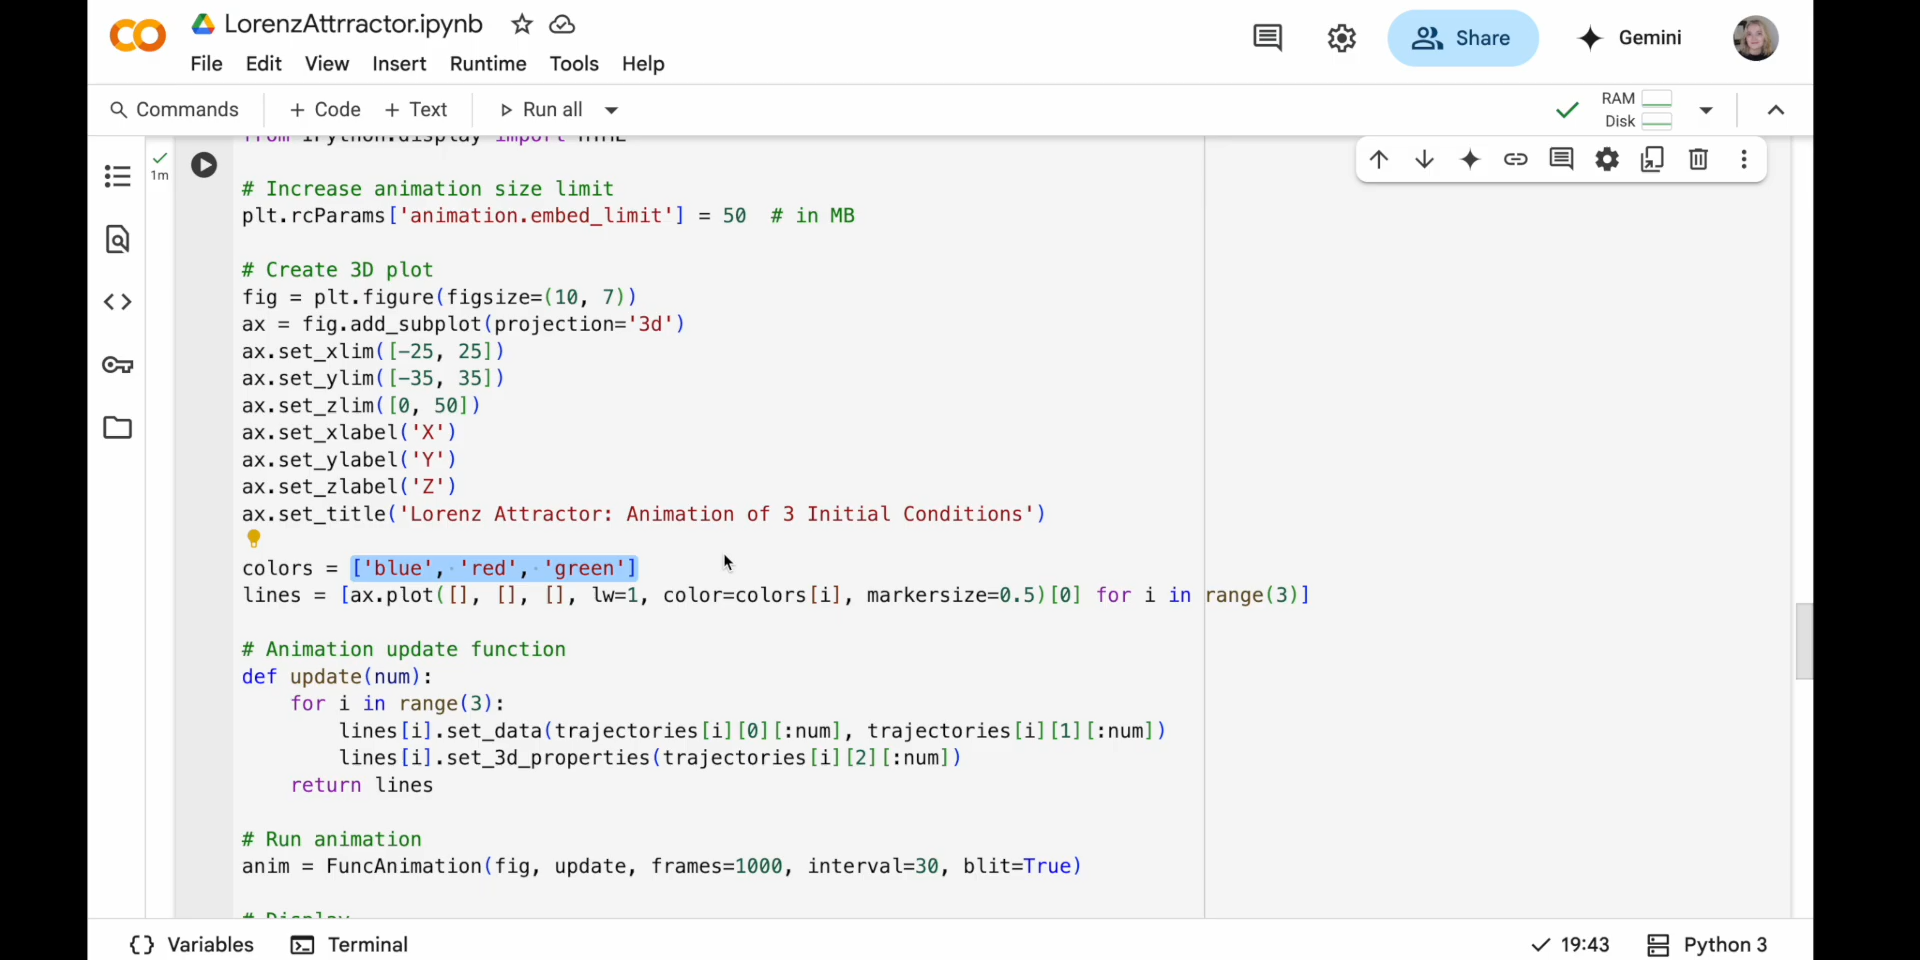 LorenzAttrractor.ipynb
Share
Gemini
File Edit View Insert Runtime Tools Help
Commands + Code + Text Run all
RAM
Disk
1m
from IPython.display import HTML
# Increase animation size limit
plt.rcParams['animation.embed_limit'] = 50  # in MB
# Create 3D plot
fig = plt.figure(figsize=(10, 7))
ax = fig.add_subplot(projection='3d')
ax.set_xlim([-25, 25])
ax.set_ylim([-35, 35])
ax.set_zlim([0, 50])
ax.set_xlabel('X')
ax.set_ylabel('Y')
ax.set_zlabel('Z')
ax.set_title('Lorenz Attractor: Animation of 3 Initial Conditions')
colors = ['blue', 'red', 'green']
lines = [ax.plot([], [], [], lw=1, color=colors[i], markersize=0.5)[0] for i in range(3)]
# Animation update function
def update(num):
    for i in range(3):
        lines[i].set_data(trajectories[i][0][:num], trajectories[i][1][:num])
        lines[i].set_3d_properties(trajectories[i][2][:num])
    return lines
# Run animation
anim = FuncAnimation(fig, update, frames=1000, interval=30, blit=True)
# Display
{} Variables Terminal 19:43 Python 3